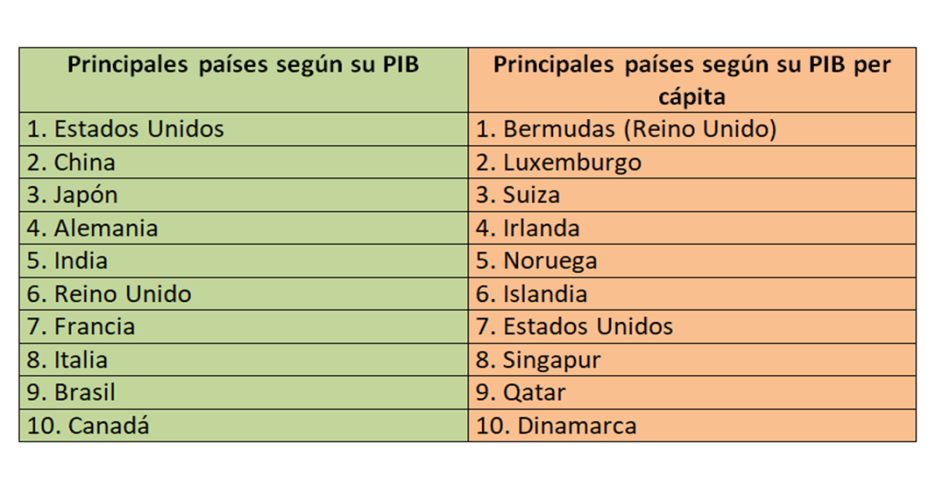 Principales países según su PIB
Principales países según su PIB per
cápita
1. Estados Unidos
1. Bermudas (Reino Unido)
2. China
2. Luxemburgo
3. Japón
3. Suiza
4. Alemania
4. Irlanda
5. India
5. Noruega
6. Reino Unido
6. Islandia
7. Francia
7. Estados Unidos
8. Italia
8. Singapur
9. Brasil
9. Qatar
10. Canadá
10. Dinamarca